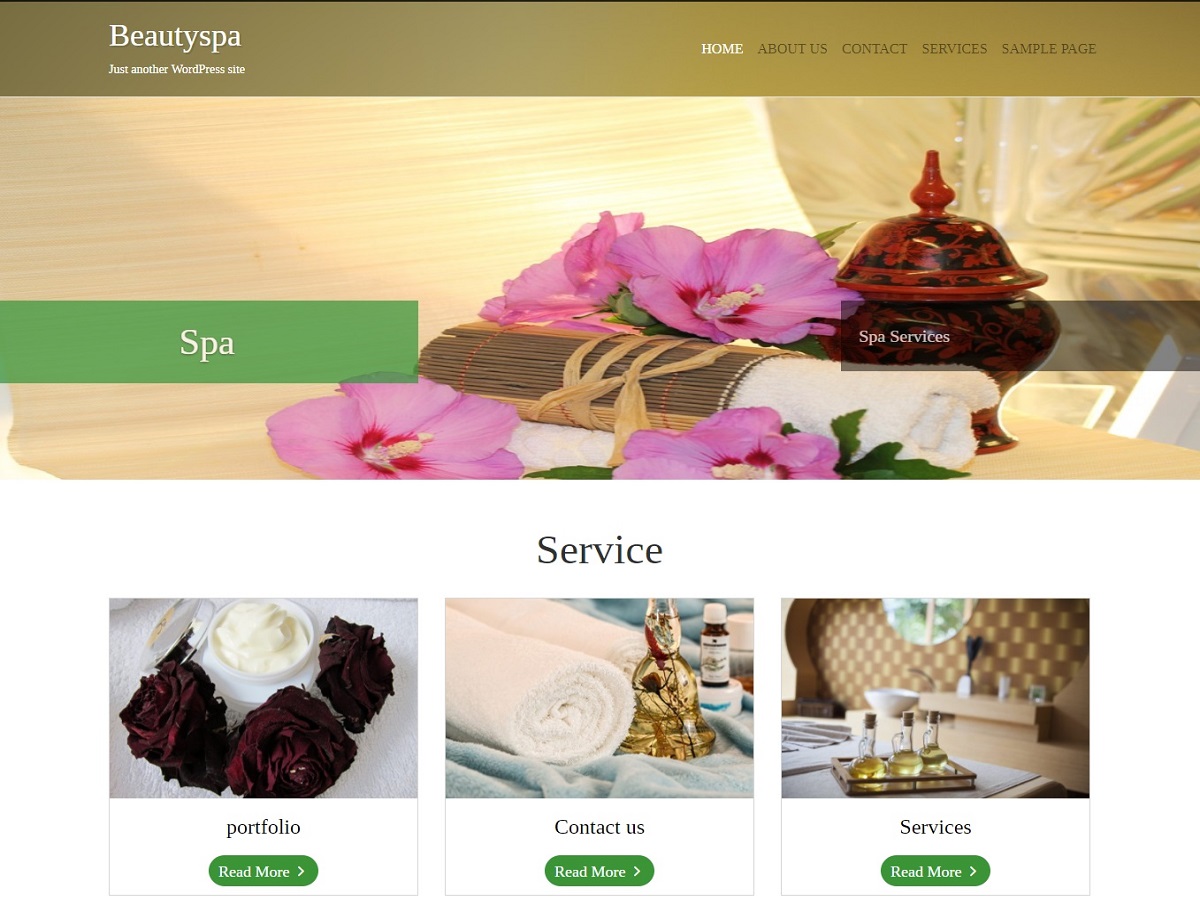 Beautyspa
Just another WordPress site
HOME ABOUT US CONTACT SERVICES SAMPLE PAGE
Spa
Spa Services
Service
portfolio
Read More
Contact us
Read More
Services
Read More